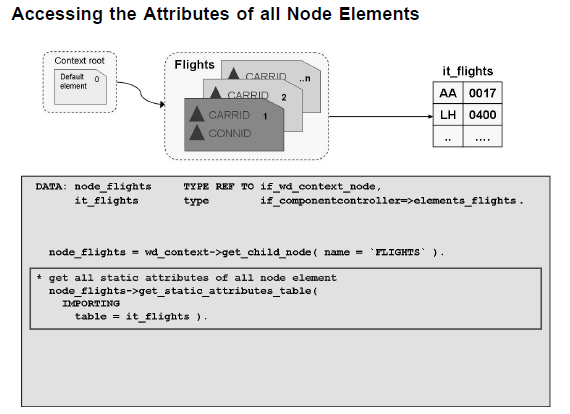 Accessing the Attributes of all Node Elements
Context root
Default 0
element
Flights
CARRID ..n
CARRID 2
CARRID 1
CONNID
it_flights
AA 0017
LH 0400
.. ....
DATA: node_flights TYPE REF TO if_wd_context_node,
it_flights type if_componentcontroller=>elements_flights.
node_flights = wd_context->get_child_node( name = `FLIGHTS` ).
* get all static attributes of all node element
node_flights->get_static_attributes_table(
IMPORTING
table = it_flights ).